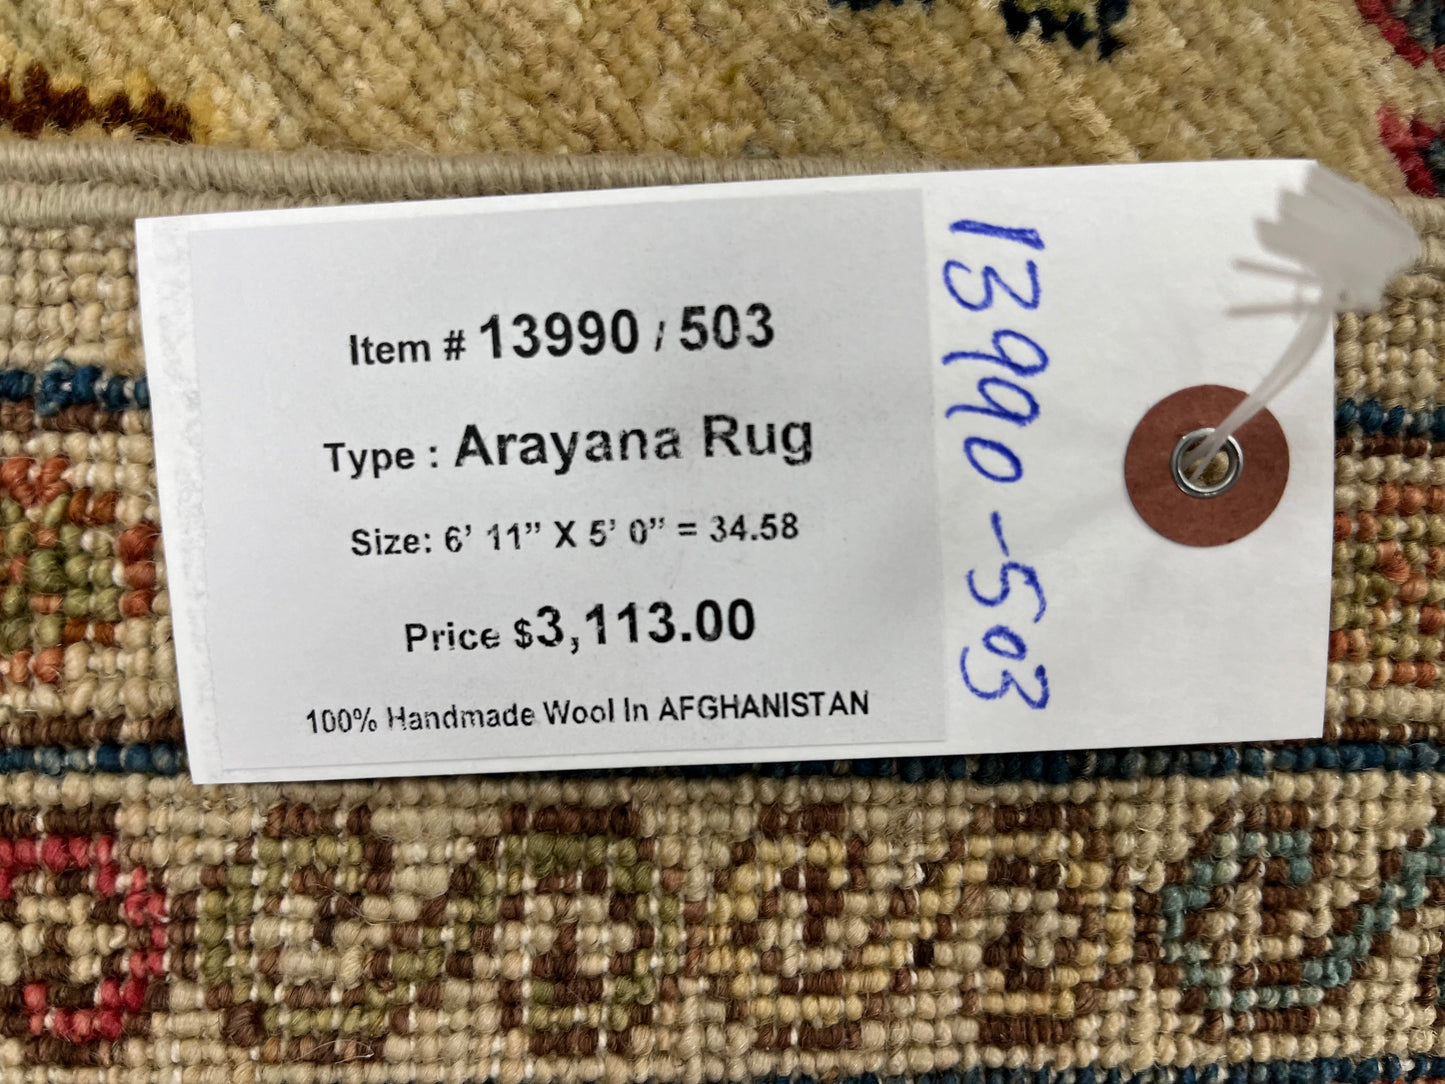 Item # 13990 / 503
Type : Arayana Rug
Size: 6’ 11” X 5’ 0” = 34.58
Price $3,113.00
100% Handmade Wool In AFGHANISTAN
13990-503